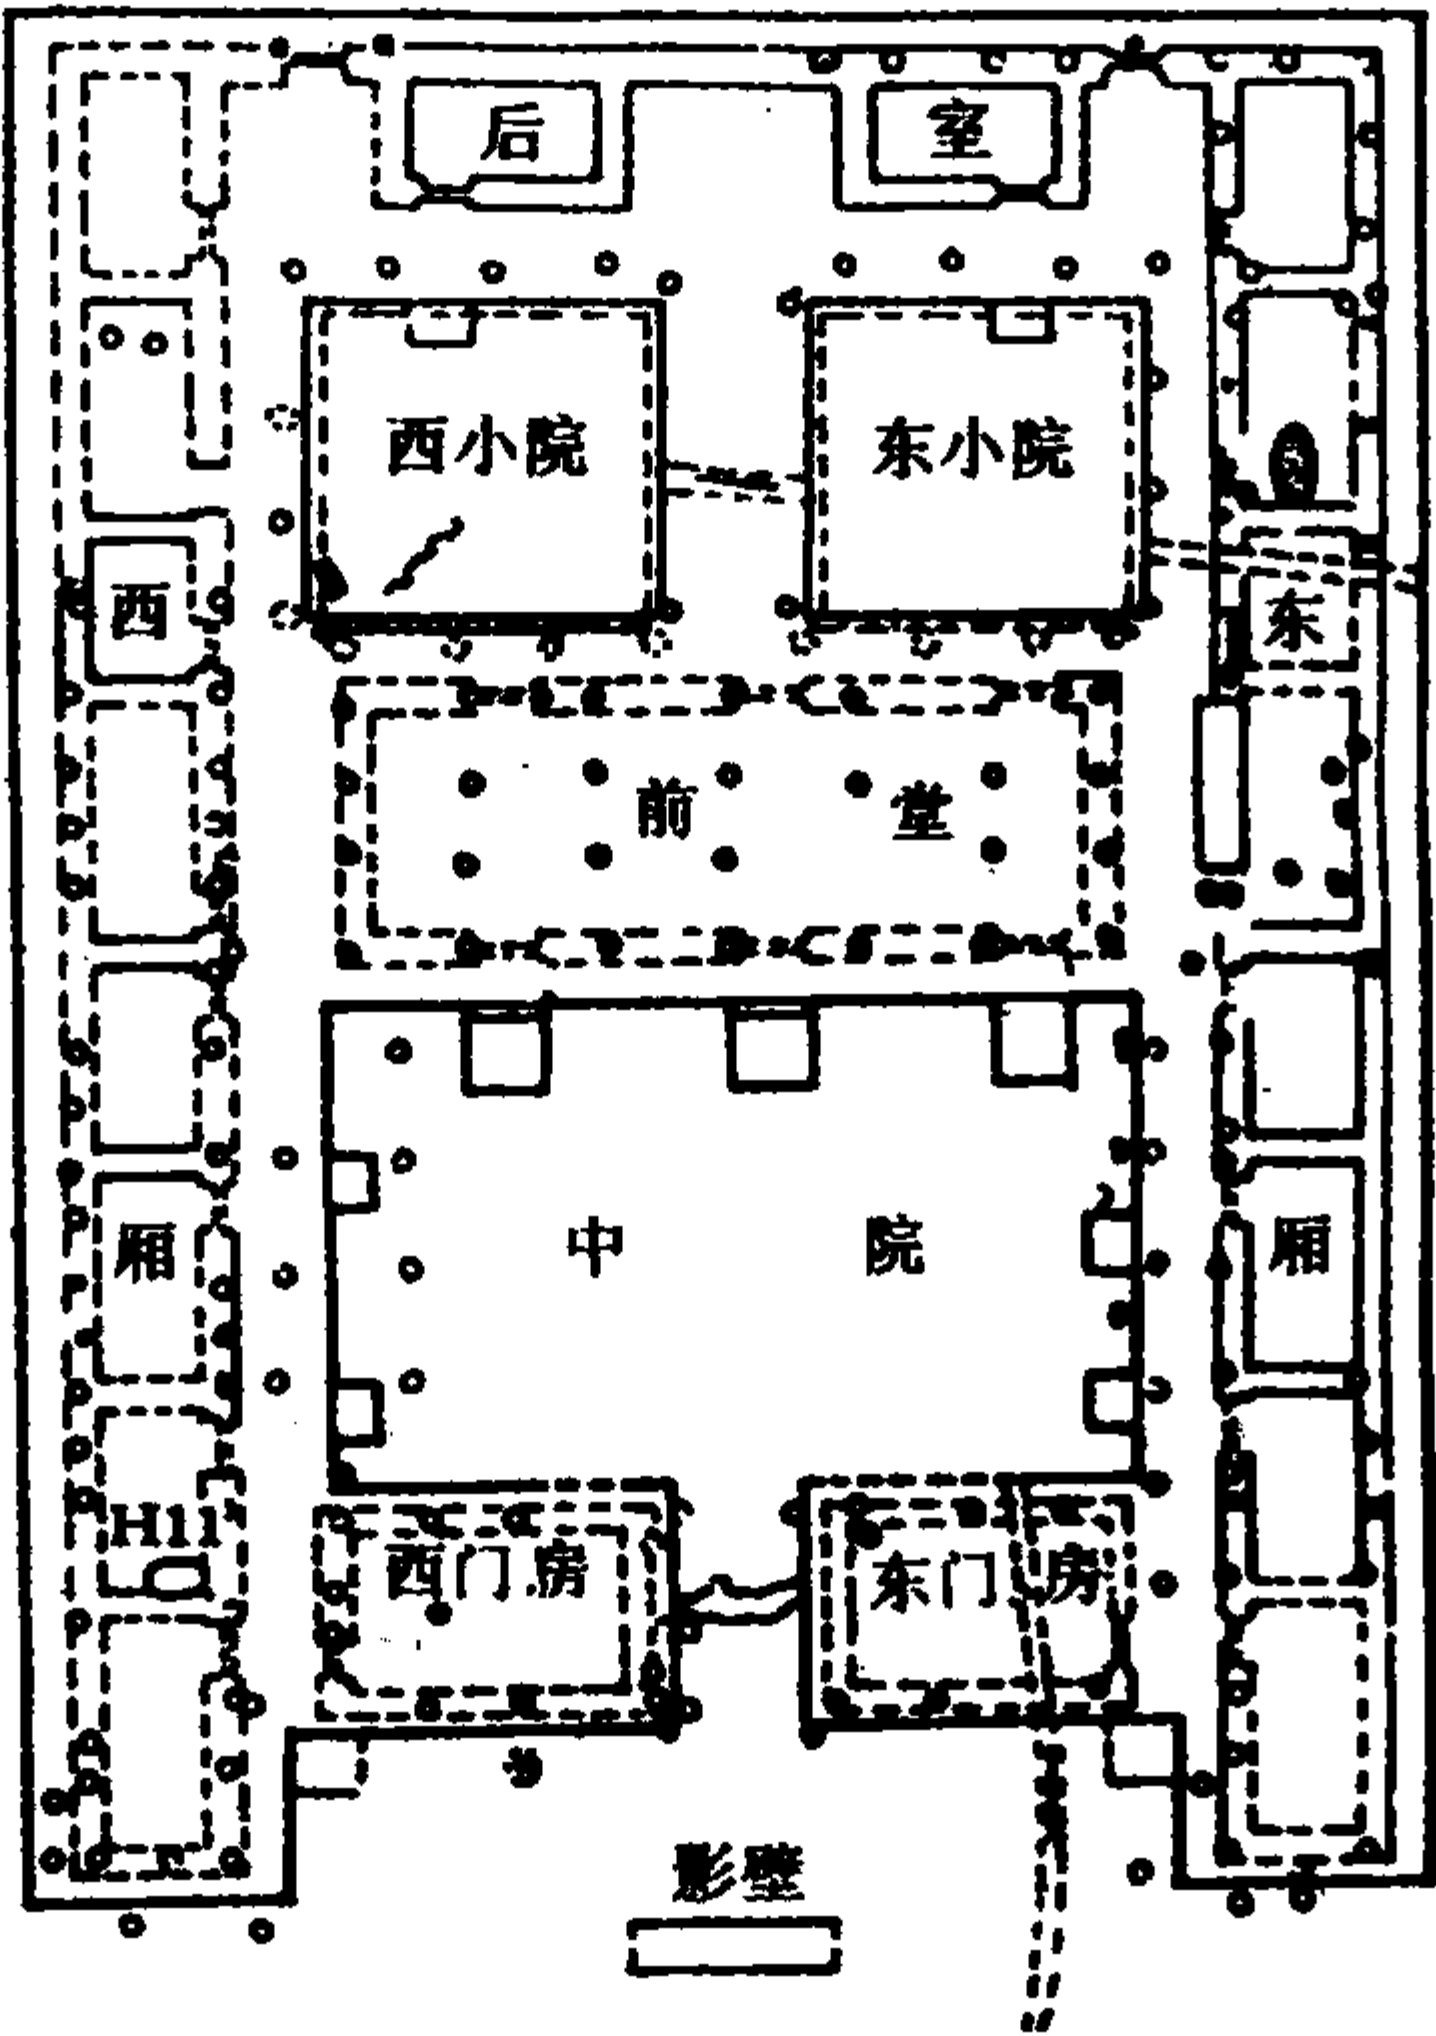 后 室
西小院 东小院
西 东
前 堂
厢 中 院 厢
H11
西门房 东门房
影壁